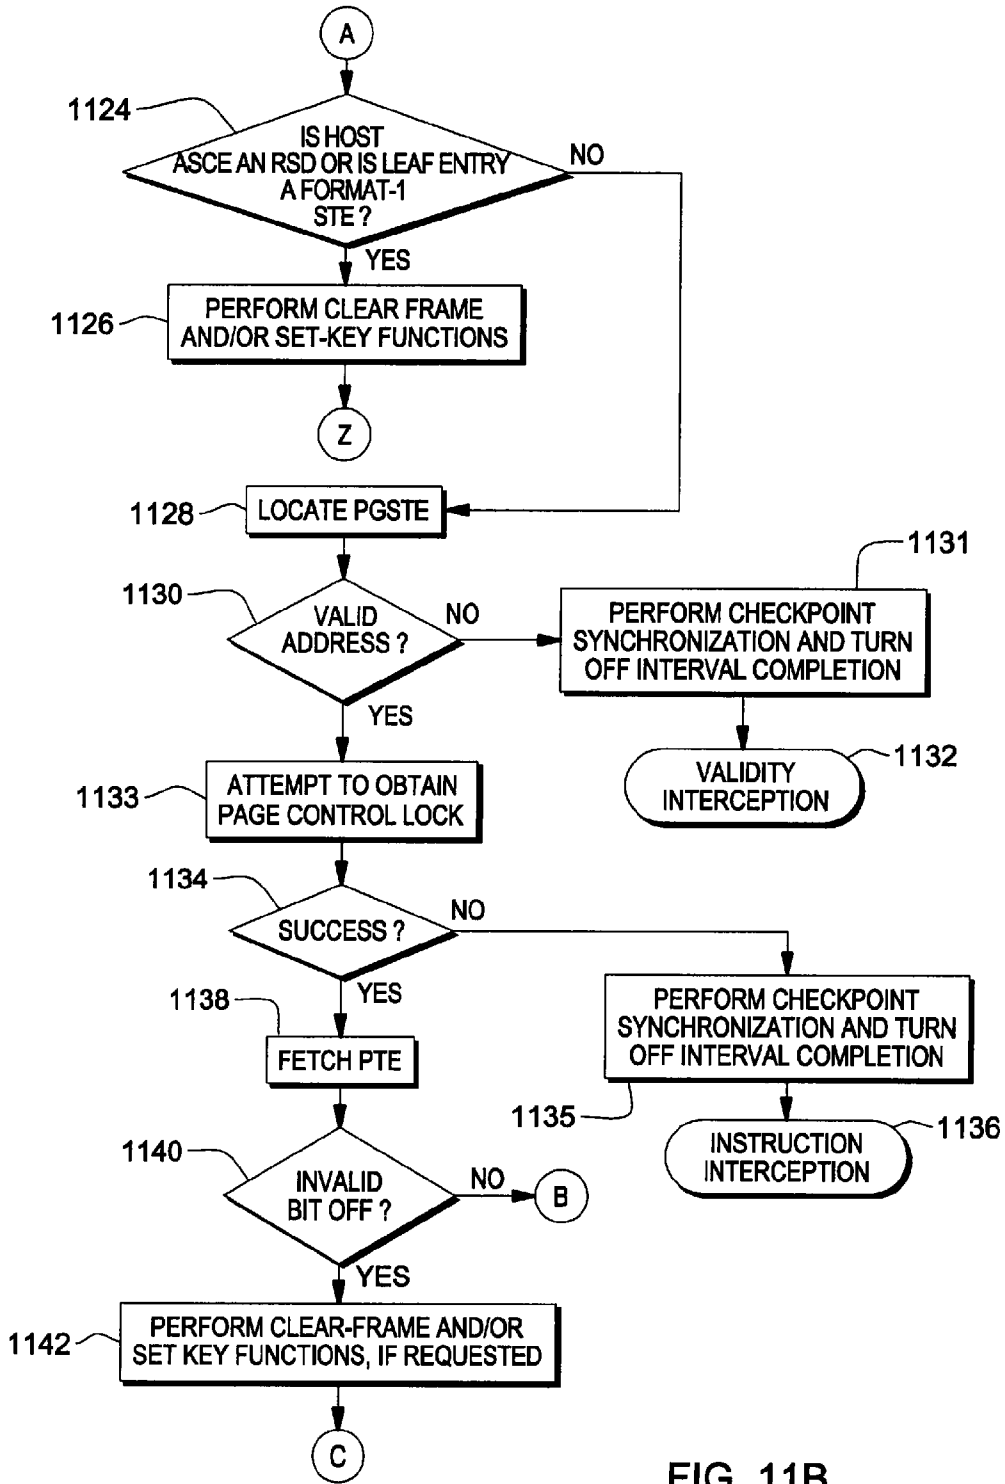 A
1124
IS HOST
ASCE AN RSD OR IS LEAF ENTRY
A FORMAT-1
STE ?
NO
YES
1126
PERFORM CLEAR FRAME
AND/OR SET-KEY FUNCTIONS
Z
1128
LOCATE PGSTE
1130
VALID
ADDRESS ?
NO
YES
1131
PERFORM CHECKPOINT
SYNCHRONIZATION AND TURN
OFF INTERVAL COMPLETION
1132
VALIDITY
INTERCEPTION
1133
ATTEMPT TO OBTAIN
PAGE CONTROL LOCK
1134
SUCCESS ?
NO
YES
1135
PERFORM CHECKPOINT
SYNCHRONIZATION AND TURN
OFF INTERVAL COMPLETION
1136
INSTRUCTION
INTERCEPTION
1138
FETCH PTE
1140
INVALID
BIT OFF ?
NO
B
YES
1142
PERFORM CLEAR-FRAME AND/OR
SET KEY FUNCTIONS, IF REQUESTED
C
FIG. 11B